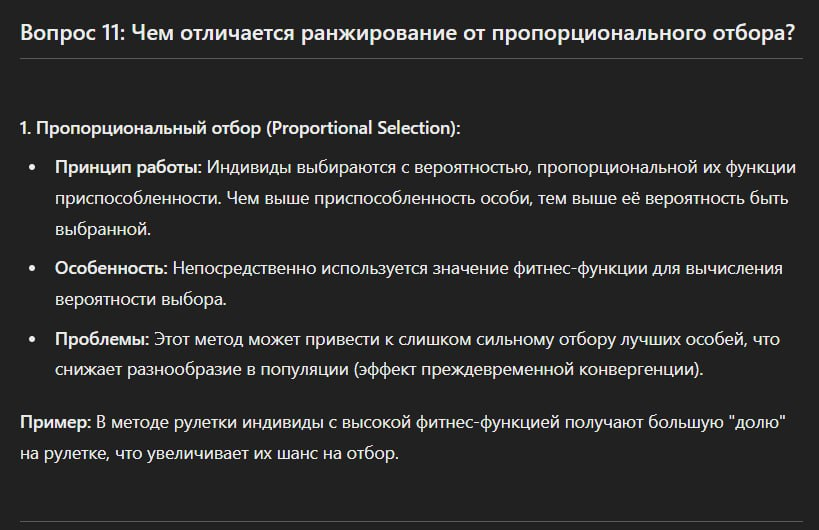 Вопрос 11: Чем отличается ранжирование от пропорционального отбора?
1. Пропорциональный отбор (Proportional Selection):
• Принцип работы: Индивиды выбираются с вероятностью, пропорциональной их функции
приспособленности. Чем выше приспособленность особи, тем выше её вероятность быть
выбранной.
• Особенность: Непосредственно используется значение фитнес-функции для вычисления
вероятности выбора.
• Проблемы: Этот метод может привести к слишком сильному отбору лучших особей, что
снижает разнообразие в популяции (эффект преждевременной конвергенции).
Пример: В методе рулетки индивиды с высокой фитнес-функцией получают большую "долю"
на рулетке, что увеличивает их шанс на отбор.